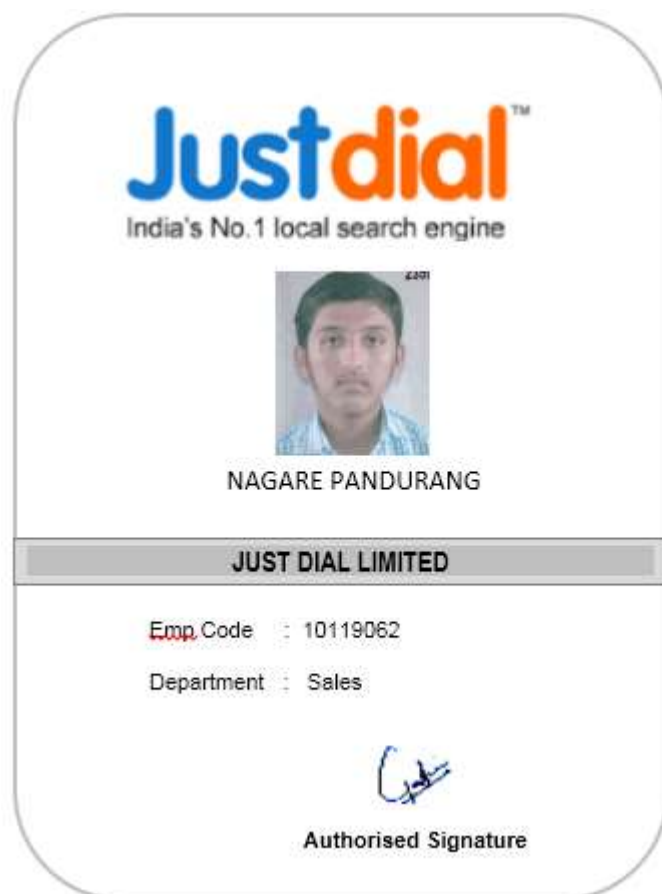 Justdial™
India's No.1 local search engine
NAGARE PANDURANG
JUST DIAL LIMITED
Emp Code : 10119062
Department : Sales
Authorised Signature